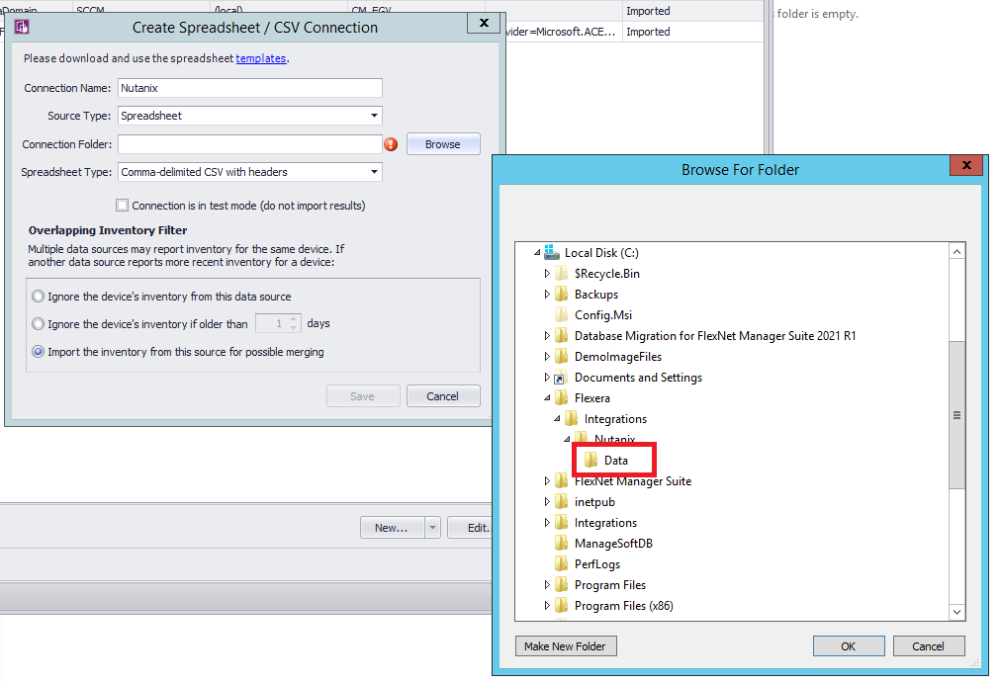 Domain
SCCM
(local)
CM_EGV
Imported
folder is empty.
Create Spreadsheet / CSV Connection
X
vider=Microsoft.ACE...
Imported
Please download and use the spreadsheet templates.
Connection Name: Nutanix
Source Type: Spreadsheet
Connection Folder:
Browse
Spreadsheet Type: Comma-delimited CSV with headers
Connection is in test mode (do not import results)
Overlapping Inventory Filter
Multiple data sources may report inventory for the same device. If
another data source reports more recent inventory for a device:
Ignore the device's inventory from this data source
Ignore the device's inventory if older than 1 days
Import the inventory from this source for possible merging
Save
Cancel
New...
Edit.
Browse For Folder
X
Local Disk (C:)
$Recycle.Bin
Backups
Config.Msi
Database Migration for FlexNet Manager Suite 2021 R1
DemoImageFiles
Documents and Settings
Flexera
Integrations
Nutanix
Data
FlexNet Manager Suite
inetpub
Integrations
ManageSoftDB
PerfLogs
Program Files
Program Files (x86)
Make New Folder
OK
Cancel